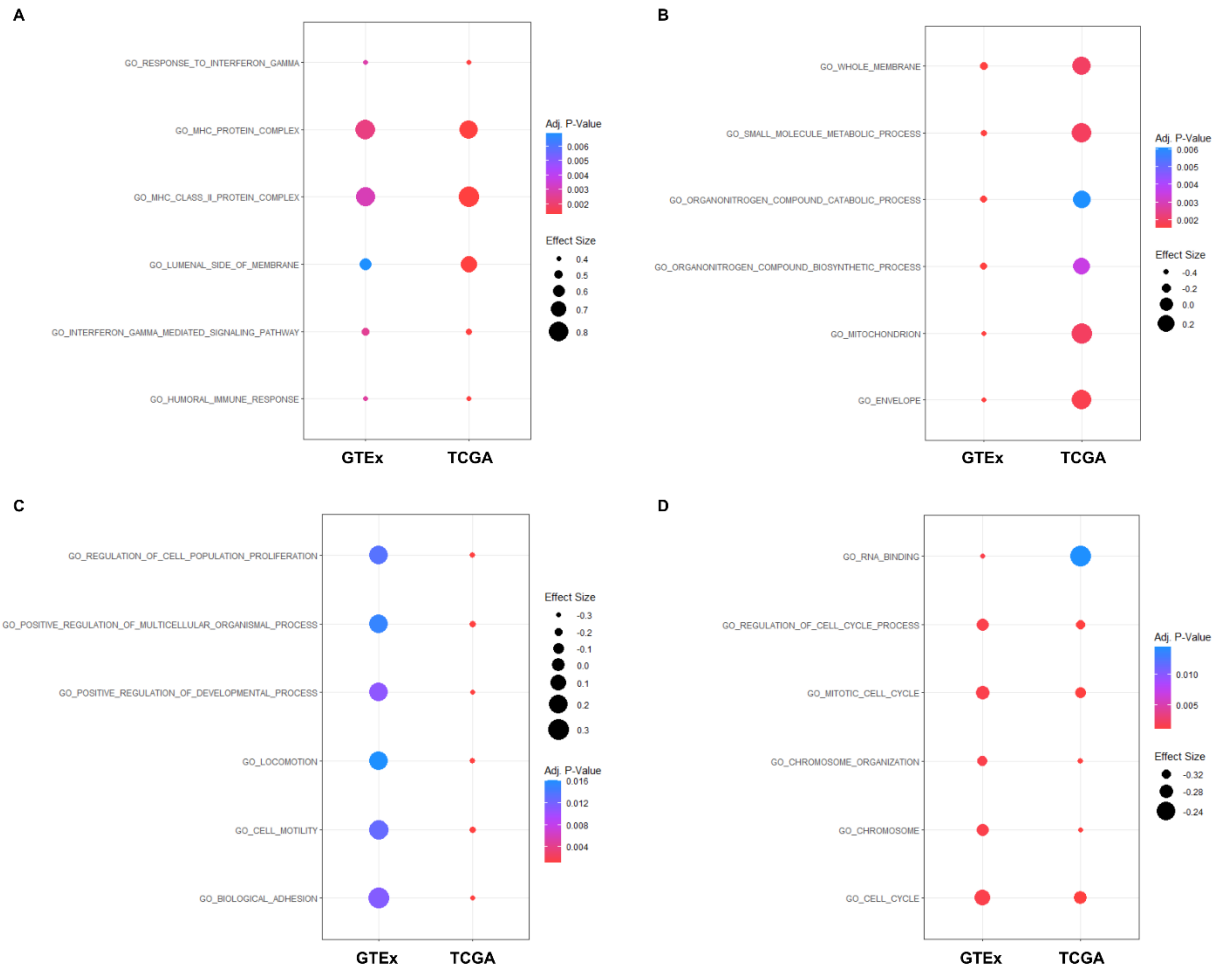 A
GO_RESPONSE_TO_INTERFERON_GAMMA
GO_MHC_PROTEIN_COMPLEX
GO_MHC_CLASS_II_PROTEIN_COMPLEX
GO_LUMENAL_SIDE_OF_MEMBRANE
GO_INTERFERON_GAMMA_MEDIATED_SIGNALING_PATHWAY
GO_HUMORAL_IMMUNE_RESPONSE
GTEx TCGA
Adj. P-Value
0.006
0.005
0.004
0.003
0.002
Effect Size
0.4
0.5
0.6
0.7
0.8
B
GO_WHOLE_MEMBRANE
GO_SMALL_MOLECULE_METABOLIC_PROCESS
GO_ORGANONITROGEN_COMPOUND_CATABOLIC_PROCESS
GO_ORGANONITROGEN_COMPOUND_BIOSYNTHETIC_PROCESS
GO_MITOCHONDRION
GO_ENVELOPE
GTEx TCGA
Adj. P-Value
0.006
0.005
0.004
0.003
0.002
Effect Size
-0.4
-0.2
0.0
0.2
C
GO_REGULATION_OF_CELL_POPULATION_PROLIFERATION
GO_POSITIVE_REGULATION_OF_MULTICELLULAR_ORGANISMAL_PROCESS
GO_POSITIVE_REGULATION_OF_DEVELOPMENTAL_PROCESS
GO_LOCOMOTION
GO_CELL_MOTILITY
GO_BIOLOGICAL_ADHESION
GTEx TCGA
Effect Size
-0.3
-0.2
-0.1
0.0
0.1
0.2
0.3
Adj. P-Value
0.016
0.012
0.008
0.004
D
GO_RNA_BINDING
GO_REGULATION_OF_CELL_CYCLE_PROCESS
GO_MITOTIC_CELL_CYCLE
GO_CHROMOSOME_ORGANIZATION
GO_CHROMOSOME
GO_CELL_CYCLE
GTEx TCGA
Adj. P-Value
0.010
0.005
Effect Size
-0.32
-0.28
-0.24